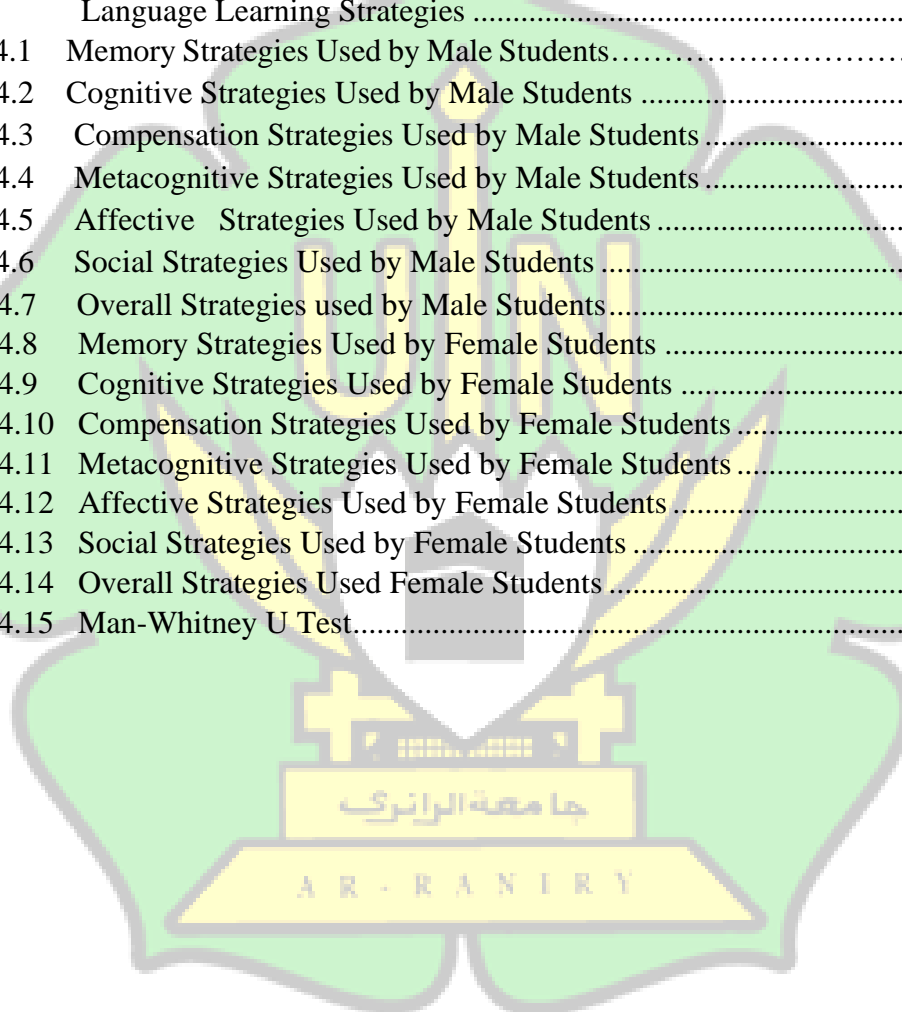 Language Learning Strategies ..........................................................
4.1 Memory Strategies Used by Male Students……………………………
4.2 Cognitive Strategies Used by Male Students ....................................
4.3 Compensation Strategies Used by Male Students ...........................
4.4 Metacognitive Strategies Used by Male Students ...........................
4.5 Affective Strategies Used by Male Students ..................................
4.6 Social Strategies Used by Male Students .........................................
4.7 Overall Strategies used by Male Students........................................
4.8 Memory Strategies Used by Female Students ................................
4.9 Cognitive Strategies Used by Female Students ..............................
4.10 Compensation Strategies Used by Female Students .......................
4.11 Metacognitive Strategies Used by Female Students .......................
4.12 Affective Strategies Used by Female Students ................................
4.13 Social Strategies Used by Female Students .....................................
4.14 Overall Strategies Used Female Students ........................................
4.15 Man-Whitney U Test.........................................................................
UIN
جامعة الرانري
AR-RANIRY